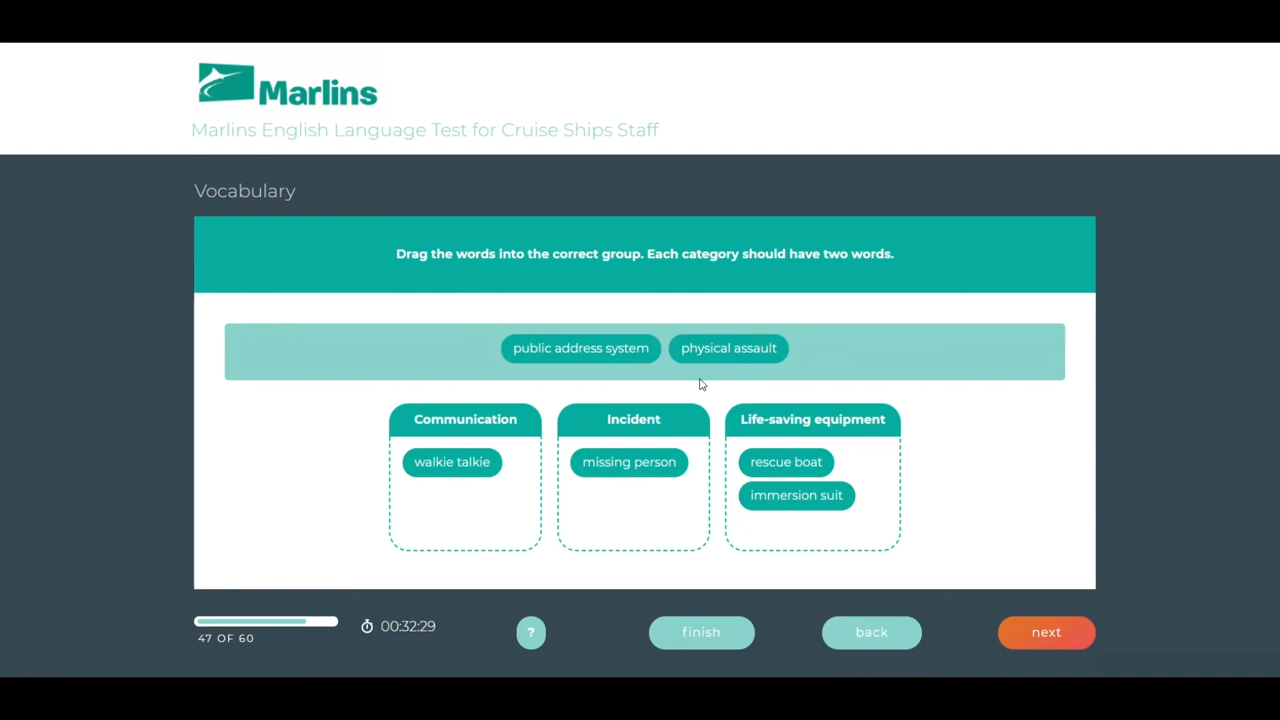 Marlins
Marlins English Language Test for Cruise Ships Staff
Vocabulary
Drag the words into the correct group. Each category should have two words.
public address system physical assault
Communication Incident Life-saving equipment
walkie talkie missing person rescue boat
immersion suit
00:32:29 ? finish back next
47 OF 60